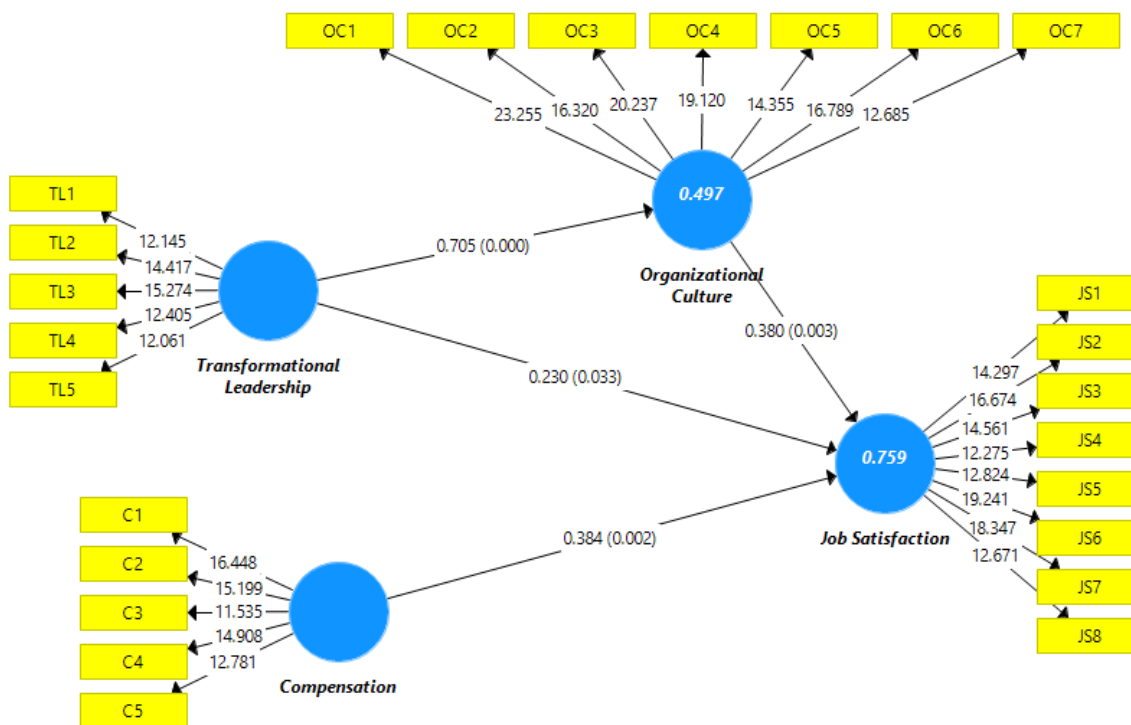 OC1
OC2
OC3
OC4
OC5
OC6
OC7
23.255
16.320
20.237
19.120
14.355
16.789
12.685
0.497
Organizational
Culture
TL1
TL2
TL3
TL4
TL5
12.145
14.417
15.274
12.405
12.061
Transformational
Leadership
0.705 (0.000)
0.380 (0.003)
0.230 (0.033)
0.384 (0.002)
JS1
JS2
JS3
JS4
JS5
JS6
JS7
JS8
14.297
16.674
14.561
12.275
12.824
19.241
18.347
12.671
0.759
Job Satisfaction
C1
C2
C3
C4
C5
16.448
15.199
11.535
14.908
12.781
Compensation